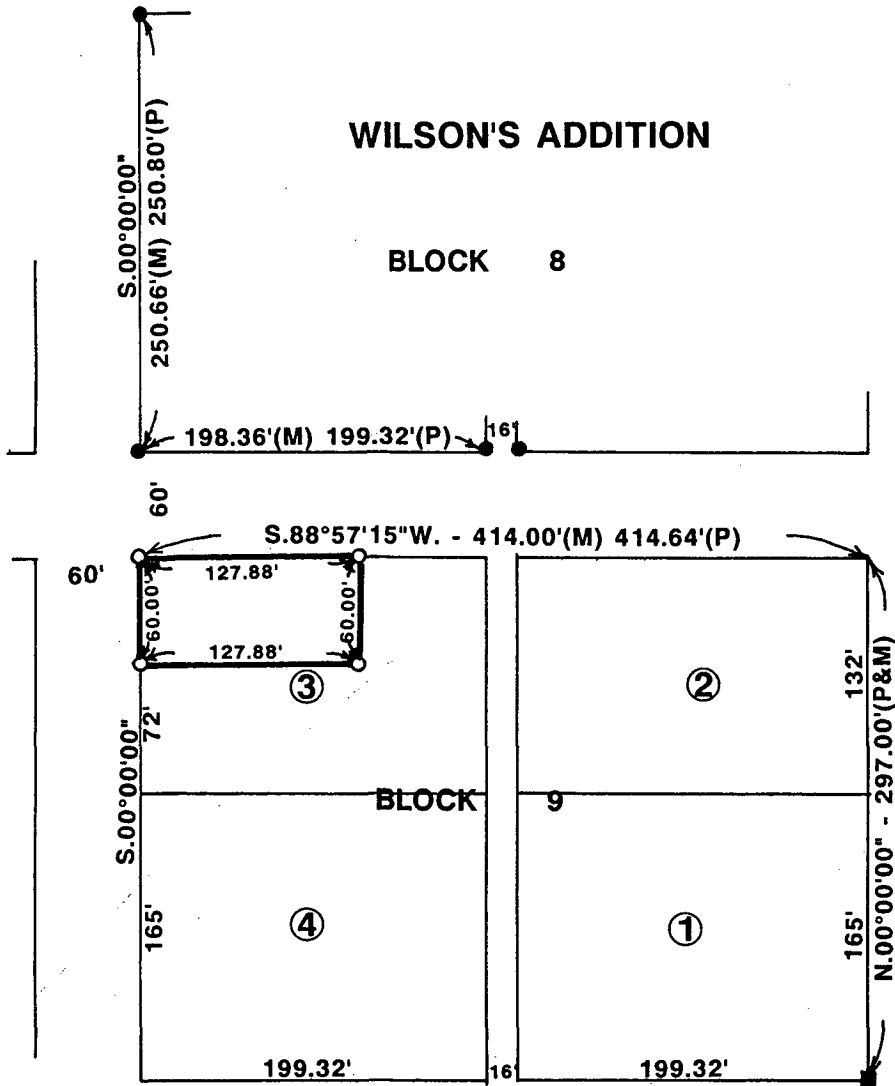 WILSON'S ADDITION
S.00°00'00"
250.66'(M) 250.80'(P)
BLOCK 8
198.36'(M) 199.32'(P)
16'
60'
S.88°57'15"W. - 414.00'(M) 414.64'(P)
60'
127.88'
60.00'
60.00'
127.88'
3
2
132'
72'
S.00°00'00"
N.00°00'00" - 297.00'(P&M)
BLOCK 9
165'
4
1
165'
199.32'
16'
199.32'